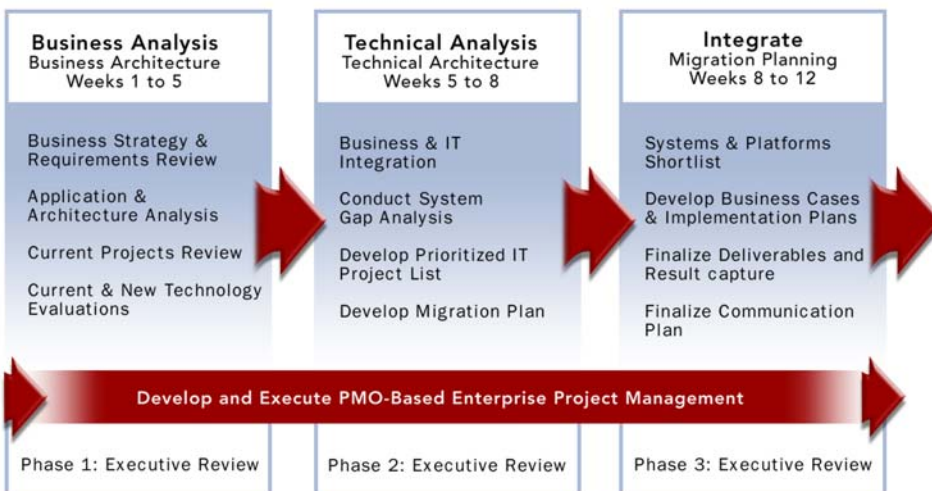 Business Analysis
Business Architecture
Weeks 1 to 5
Business Strategy &
Requirements Review
Application &
Architecture Analysis
Current Projects Review
Current & New Technology
Evaluations
Technical Analysis
Technical Architecture
Weeks 5 to 8
Business & IT
Integration
Conduct System
Gap Analysis
Develop Prioritized IT
Project List
Develop Migration Plan
Integrate
Migration Planning
Weeks 8 to 12
Systems & Platforms
Shortlist
Develop Business Cases
& Implementation Plans
Finalize Deliverables and
Result capture
Finalize Communication
Plan
Develop and Execute PMO-Based Enterprise Project Management
Phase 1: Executive Review
Phase 2: Executive Review
Phase 3: Executive Review